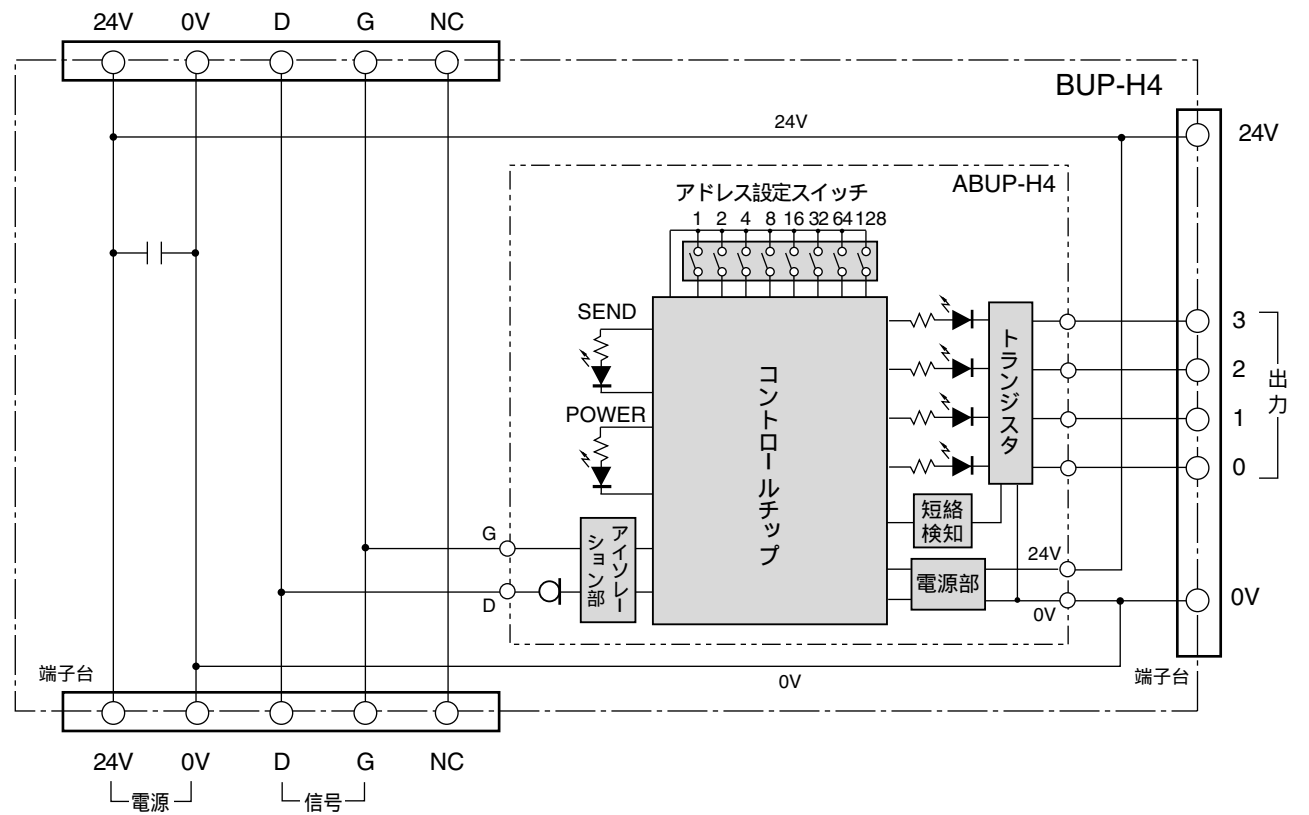 24V 0V D G NC
BUP-H4
24V
24V
ABUP-H4
アドレス設定スイッチ
1 2 4 8 16 32 64 128
SEND
POWER
コントロールチップ
トランジスタ
3
2
1
0
出力
短絡検知
電源部
24V
0V
0V
G
D
アイソレーション部
端子台
0V
端子台
24V 0V D G NC
電源 信号